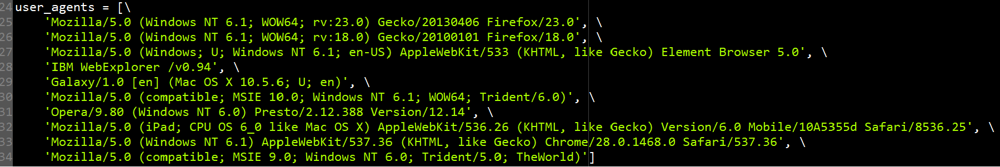 24 user_agents = [\
25 'Mozilla/5.0 (Windows NT 6.1; WOW64; rv:23.0) Gecko/20130406 Firefox/23.0', \
26 'Mozilla/5.0 (Windows NT 6.1; WOW64; rv:18.0) Gecko/20100101 Firefox/18.0', \
27 'Mozilla/5.0 (Windows; U; Windows NT 6.1; en-US) AppleWebKit/533 (KHTML, like Gecko) Element Browser 5.0', \
28 'IBM WebExplorer /v0.94', \
29 'Galaxy/1.0 [en] (Mac OS X 10.5.6; U; en)', \
30 'Mozilla/5.0 (compatible; MSIE 10.0; Windows NT 6.1; WOW64; Trident/6.0)', \
31 'Opera/9.80 (Windows NT 6.0) Presto/2.12.388 Version/12.14', \
32 'Mozilla/5.0 (iPad; CPU OS 6_0 like Mac OS X) AppleWebKit/536.26 (KHTML, like Gecko) Version/6.0 Mobile/10A5355d Safari/8536.25', \
33 'Mozilla/5.0 (Windows NT 6.1) AppleWebKit/537.36 (KHTML, like Gecko) Chrome/28.0.1468.0 Safari/537.36', \
34 'Mozilla/5.0 (compatible; MSIE 9.0; Windows NT 6.0; Trident/5.0; TheWorld)']